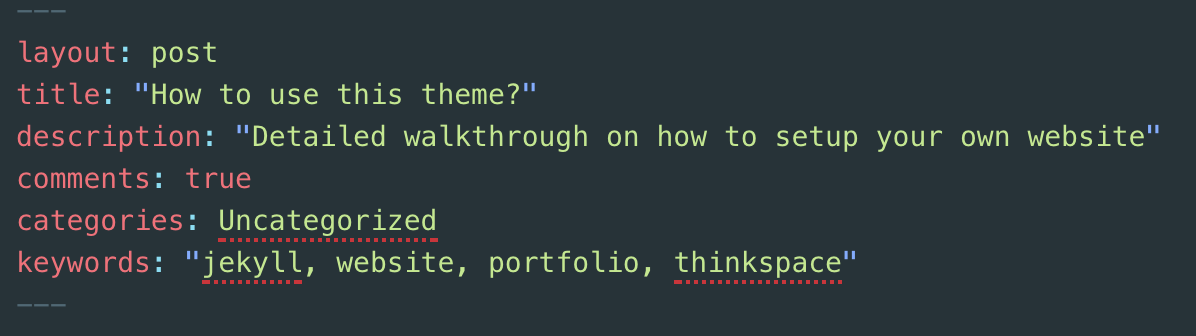 ---
layout: post
title: "How to use this theme?"
description: "Detailed walkthrough on how to setup your own website"
comments: true
categories: Uncategorized
keywords: "jekyll, website, portfolio, thinkspace"
---